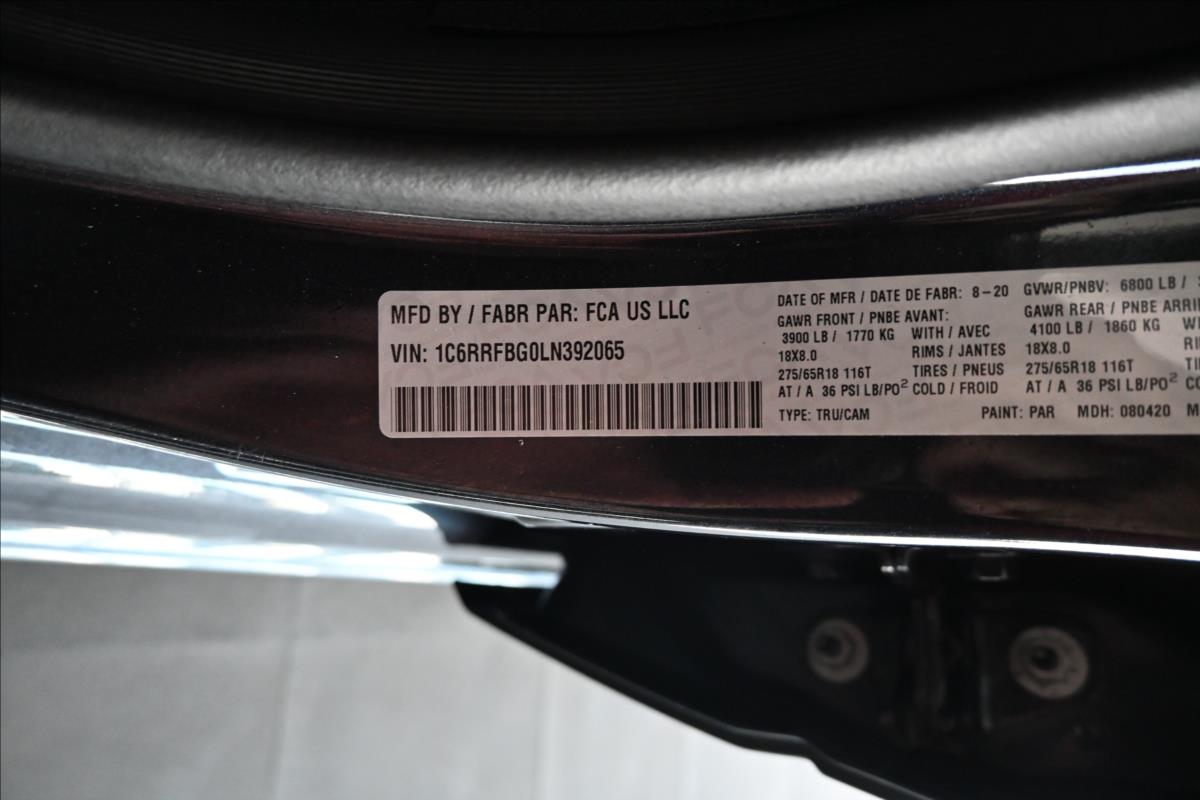 MFD BY / FABR PAR: FCA US LLC
VIN: 1C6RRFBG0LN392065
DATE OF MFR / DATE DE FABR: 8-20 GVWR/PNBV: 6800 LB /
GAWR FRONT / PNBE AVANT: GAWR REAR / PNBE ARRI
3900 LB / 1770 KG WITH / AVEC 4100 LB / 1860 KG
18X8.0 RIMS / JANTES 18X8.0
275/65R18 116T TIRES / PNEUS 275/65R18 116T
AT / A 36 PSI LB/PO² COLD / FROID AT / A 36 PSI LB/PO² CO
TYPE: TRU/CAM PAINT: PAR MDH: 080420